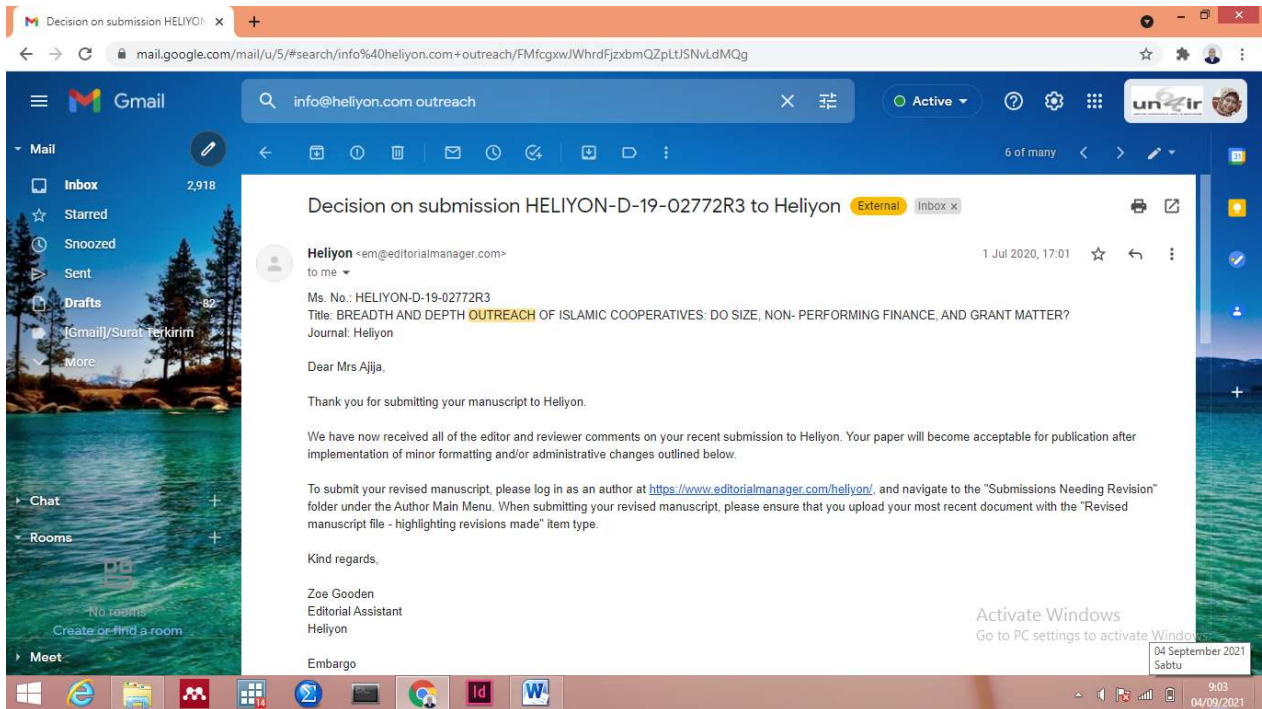 Decision on submission HELIYON
mail.google.com/mail/u/5/#search/info%40heliyon.com+outreach/FMfcgxwJWhrdFjzxbmQZpLtJSNvLdMQg
Gmail
info@heliyon.com outreach
Active
unair
Mail
6 of many
31
Inbox 2,918
Starred
Snoozed
Sent
Drafts 82
[Gmail]/Surat Terkirim
More
Chat
Rooms
No rooms
Create or find a room
Meet
Decision on submission HELIYON-D-19-02772R3 to Heliyon External Inbox x
Heliyon <em@editorialmanager.com> 1 Jul 2020, 17:01
to me
Ms. No.: HELIYON-D-19-02772R3
Title: BREADTH AND DEPTH OUTREACH OF ISLAMIC COOPERATIVES: DO SIZE, NON- PERFORMING FINANCE, AND GRANT MATTER?
Journal: Heliyon
Dear Mrs Ajija,
Thank you for submitting your manuscript to Heliyon.
We have now received all of the editor and reviewer comments on your recent submission to Heliyon. Your paper will become acceptable for publication after
implementation of minor formatting and/or administrative changes outlined below.
To submit your revised manuscript, please log in as an author at https://www.editorialmanager.com/heliyon/, and navigate to the "Submissions Needing Revision"
folder under the Author Main Menu. When submitting your revised manuscript, please ensure that you upload your most recent document with the "Revised
manuscript file - highlighting revisions made" item type.
Kind regards,
Zoe Gooden
Editorial Assistant
Heliyon
Embargo
Activate Windows
Go to PC settings to activate Windows.
04 September 2021
Sabtu
14
Id
W
9:03
04/09/2021